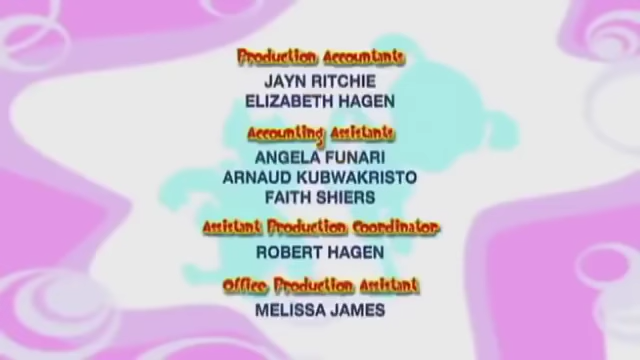 Production Accountants
JAYN RITCHIE
ELIZABETH HAGEN
Accounting Assistants
ANGELA FUNARI
ARNAUD KUBWAKRISTO
FAITH SHIERS
Assistant Production Coordinator
ROBERT HAGEN
Office Production Assistant
MELISSA JAMES